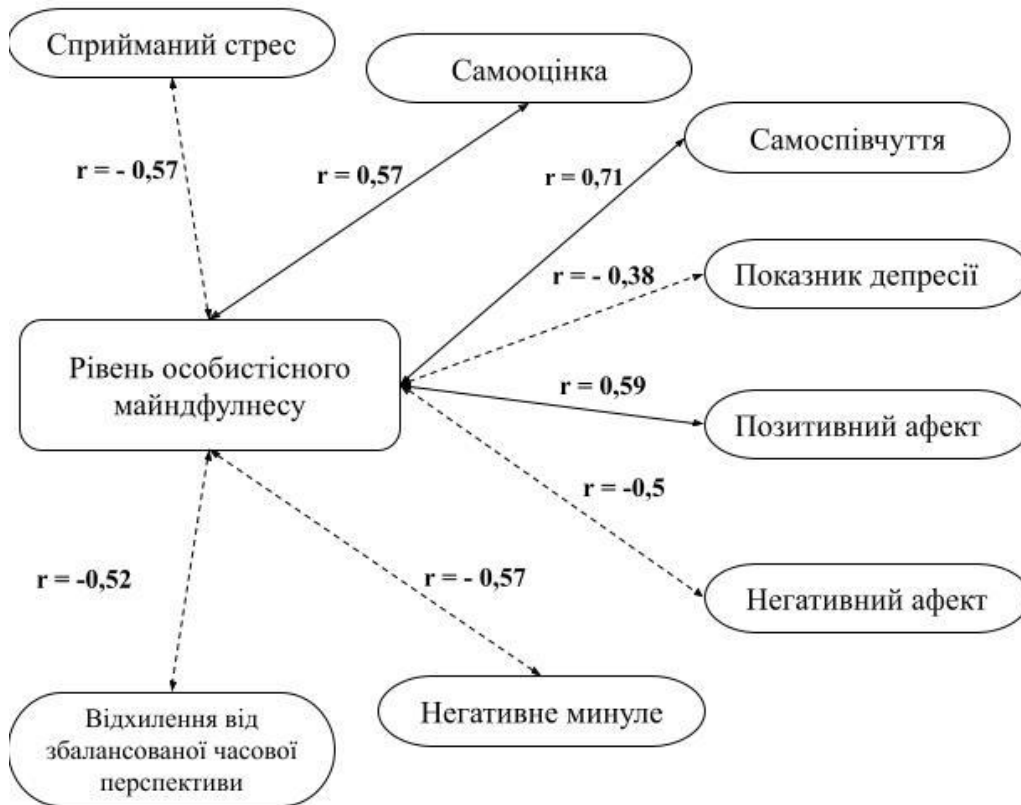 Сприйманий стрес
Самооцінка
Самоспівчуття
r = - 0,57
r = 0,57
r = 0,71
Показник депресії
r = - 0,38
Рівень особистісного
майндфулнесу
r = 0,59
Позитивний афект
r = -0,5
r = -0,52
r = - 0,57
Негативний афект
Відхилення від
збалансованої часової
перспективи
Негативне минуле